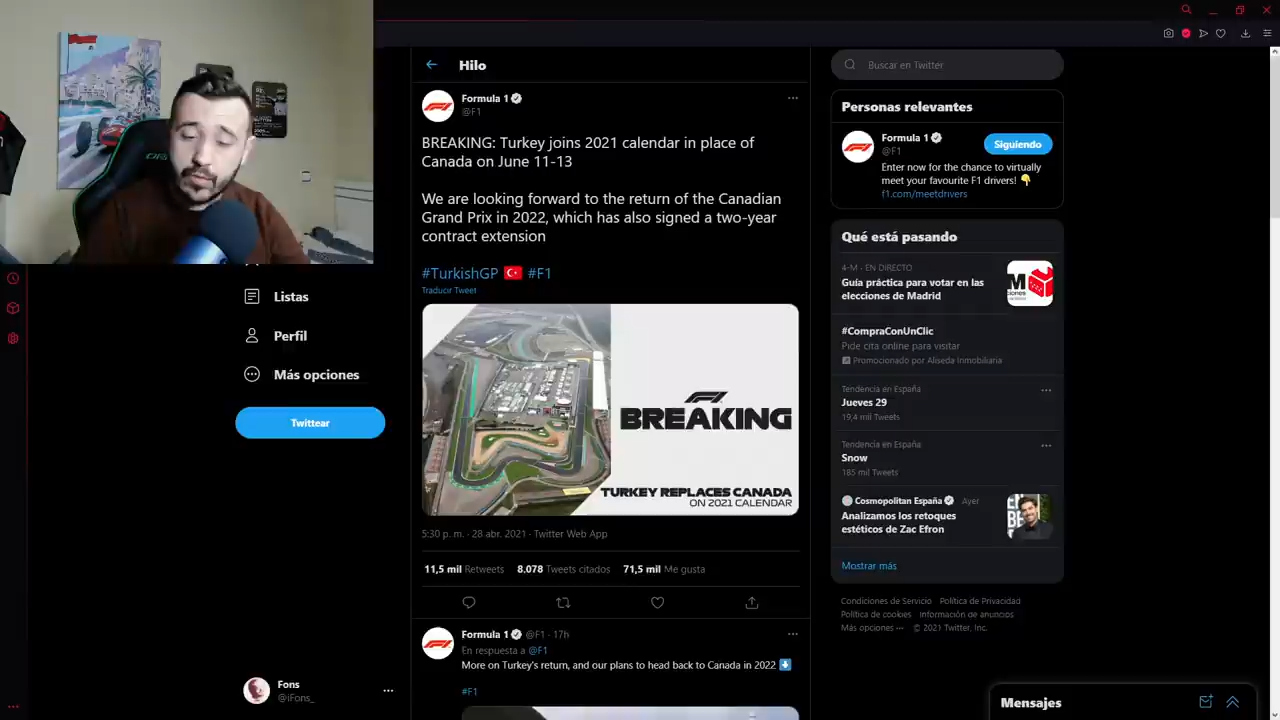 Hilo
Formula 1
@F1
BREAKING: Turkey joins 2021 calendar in place of
Canada on June 11-13
We are looking forward to the return of the Canadian
Grand Prix in 2022, which has also signed a two-year
contract extension
#TurkishGP 🇹🇷 #F1
Traducir Tweet
BREAKING
TURKEY REPLACES CANADA
ON 2021 CALENDAR
5:30 p. m. · 28 abr. 2021 · Twitter Web App
11,5 mil Retweets 8.078 Tweets citados 71,5 mil Me gusta
Formula 1 @F1 · 17h
En respuesta a @F1
More on Turkey's return, and our plans to head back to Canada in 2022 ⬇️
#F1
Listas
Perfil
Más opciones
Twittear
Fons
@iFons_
Buscar en Twitter
Personas relevantes
Formula 1
@F1
Siguiendo
Enter now for the chance to virtually
meet your favourite F1 drivers! 👇
f1.com/meetdrivers
Qué está pasando
4-M · EN DIRECTO
Guía práctica para votar en las
elecciones de Madrid
#CompraConUnClic
Pide cita online para visitar
Promocionado por Aliseda Inmobiliaria
Tendencia en España
Jueves 29
19,4 mil Tweets
Tendencia en España
Snow
185 mil Tweets
Cosmopolitan España · Ayer
Analizamos los retoques
estéticos de Zac Efron
Mostrar más
Condiciones de Servicio Política de Privacidad
Política de cookies Información de anuncios
Más opciones ··· © 2021 Twitter, Inc.
Mensajes